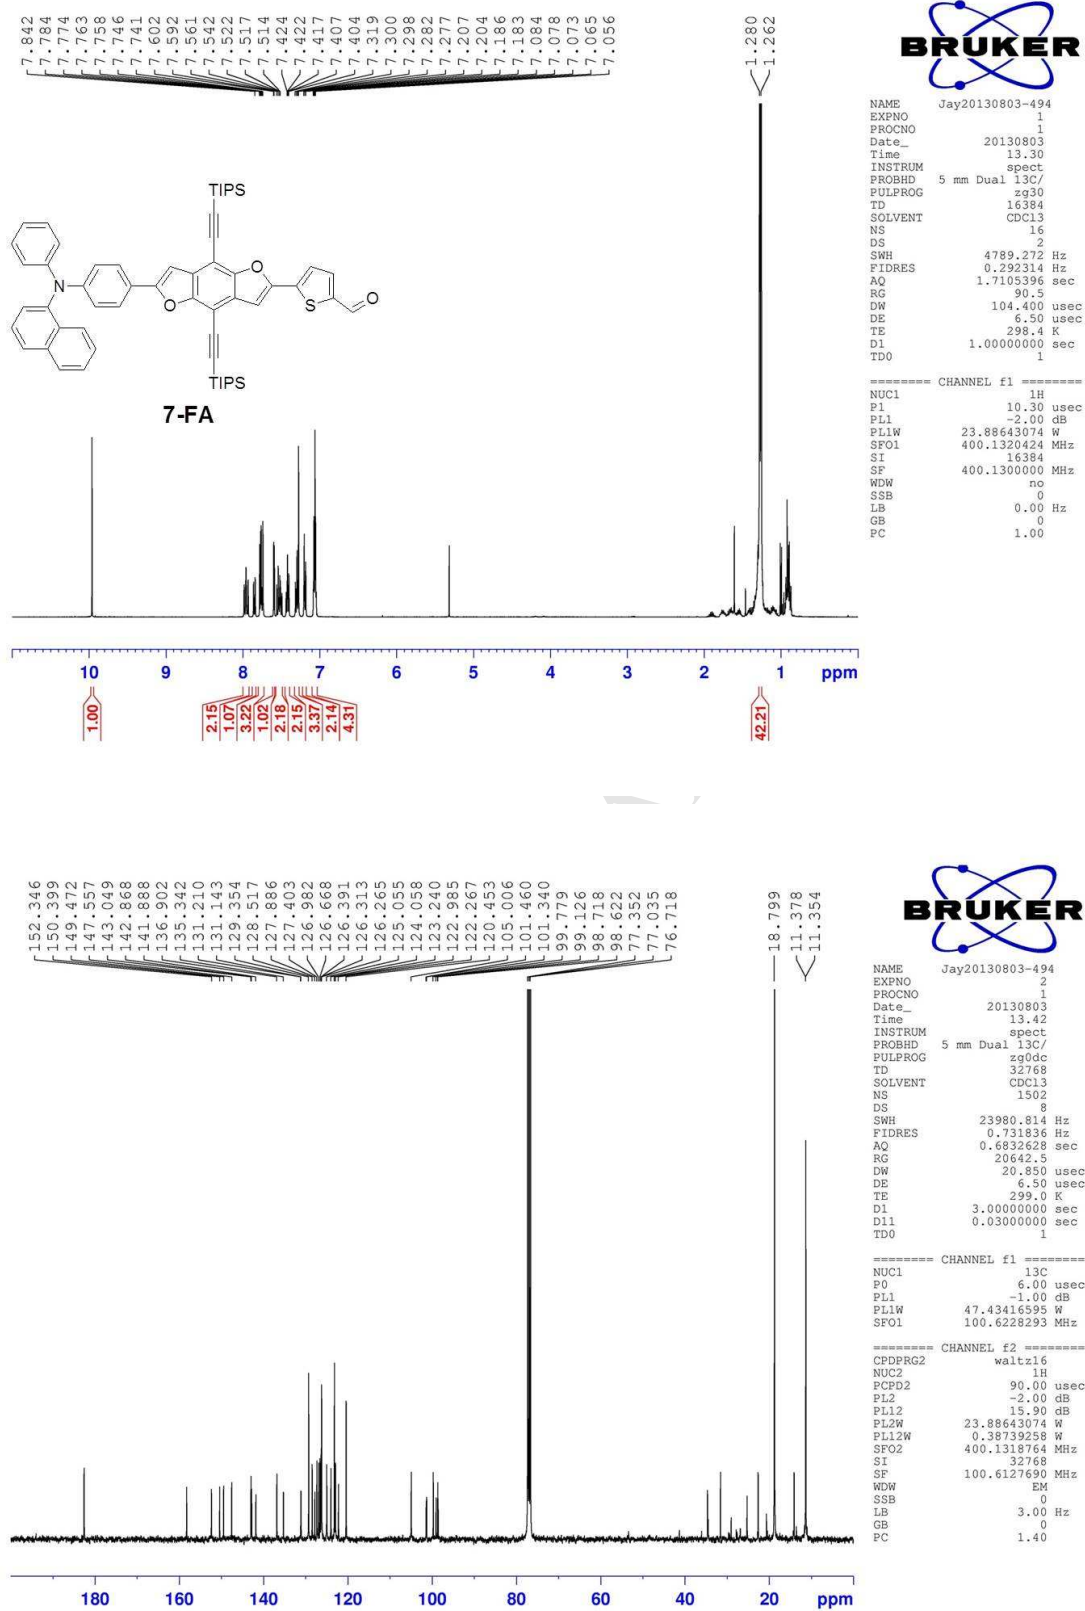 7.842
7.784
7.774
7.763
7.758
7.746
7.741
7.602
7.592
7.561
7.542
7.522
7.517
7.514
7.424
7.422
7.417
7.407
7.404
7.319
7.300
7.298
7.282
7.277
7.207
7.204
7.186
7.183
7.084
7.078
7.073
7.065
7.056
1.280
1.262
BRUKER
NAME Jay20130803-494
EXPNO 1
PROCNO 1
Date_ 20130803
Time 13.30
INSTRUM spect
PROBHD 5 mm Dual 13C/
PULPROG zg30
TD 16384
SOLVENT CDCl3
NS 16
DS 2
SWH 4789.272 Hz
FIDRES 0.292314 Hz
AQ 1.7105396 sec
RG 90.5
DW 104.400 usec
DE 6.50 usec
TE 298.4 K
D1 1.00000000 sec
TD0 1
======== CHANNEL f1 ========
NUC1 1H
P1 10.30 usec
PL1 -2.00 dB
PL1W 23.88643074 W
SFO1 400.1320424 MHz
SI 16384
SF 400.1300000 MHz
WDW no
SSB 0
LB 0.00 Hz
GB 0
PC 1.00
TIPS
N
O
O
S
O
TIPS
7-FA
10 9 8 7 6 5 4 3 2 1 ppm
1.00
2.15
1.07
3.22
1.02
2.18
2.15
3.37
2.14
4.31
42.21
152.346
150.399
149.472
147.557
143.049
142.868
141.888
136.902
135.342
131.210
131.143
129.354
128.517
127.886
127.403
126.982
126.668
126.391
126.313
126.265
125.055
124.058
123.240
122.985
122.267
120.453
105.006
101.460
101.340
99.779
99.126
98.718
98.622
77.352
77.035
76.718
18.799
11.378
11.354
BRUKER
NAME Jay20130803-494
EXPNO 2
PROCNO 1
Date_ 20130803
Time 13.42
INSTRUM spect
PROBHD 5 mm Dual 13C/
PULPROG zg0dc
TD 32768
SOLVENT CDCl3
NS 1502
DS 8
SWH 23980.814 Hz
FIDRES 0.731836 Hz
AQ 0.6832628 sec
RG 20642.5
DW 20.850 usec
DE 6.50 usec
TE 299.0 K
D1 3.00000000 sec
D11 0.03000000 sec
TD0 1
======== CHANNEL f1 ========
NUC1 13C
P0 6.00 usec
PL1 -1.00 dB
PL1W 47.43416595 W
SFO1 100.6228293 MHz
======== CHANNEL f2 ========
CPDPRG2 waltz16
NUC2 1H
PCPD2 90.00 usec
PL2 -2.00 dB
PL12 15.90 dB
PL2W 23.88643074 W
PL12W 0.38739258 W
SFO2 400.1318764 MHz
SI 32768
SF 100.6127690 MHz
WDW EM
SSB 0
LB 3.00 Hz
GB 0
PC 1.40
180 160 140 120 100 80 60 40 20 ppm